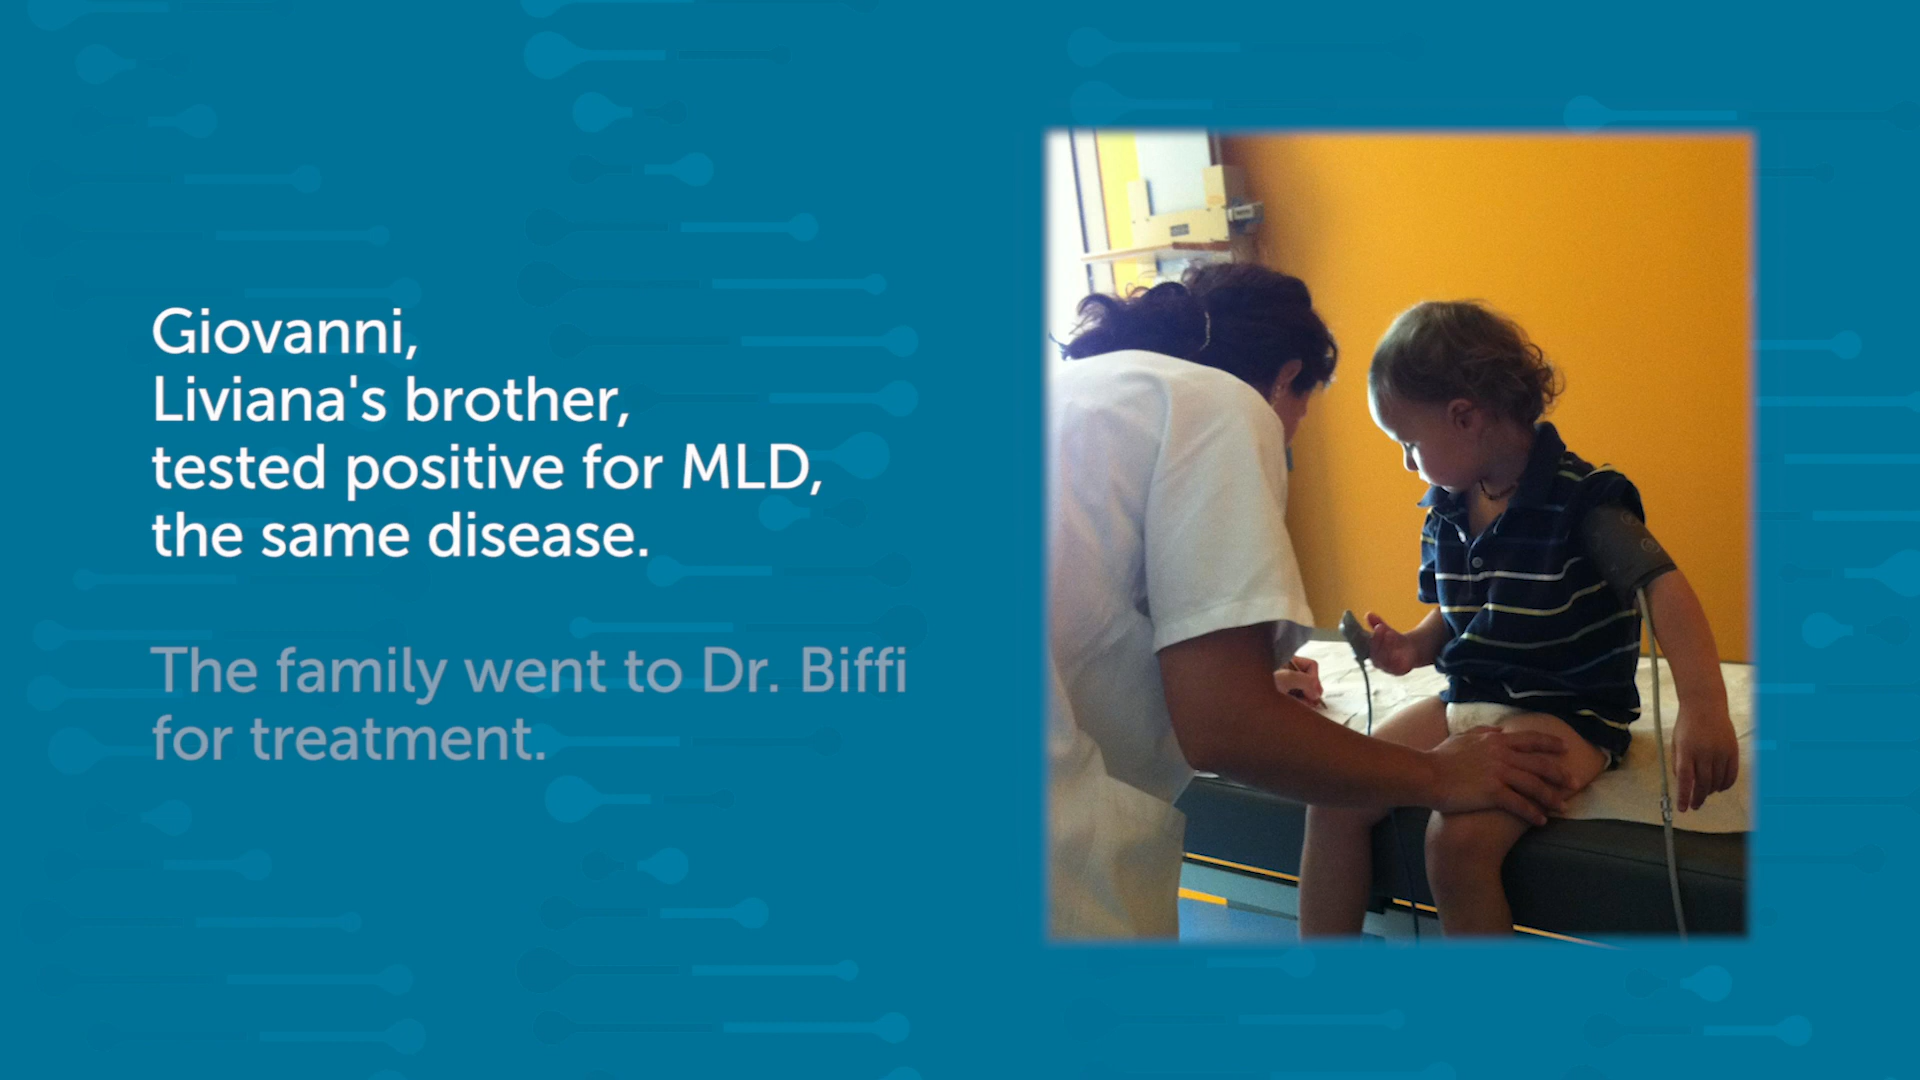 Giovanni,
Liviana's brother,
tested positive for MLD,
the same disease.
The family went to Dr. Biffi
for treatment.